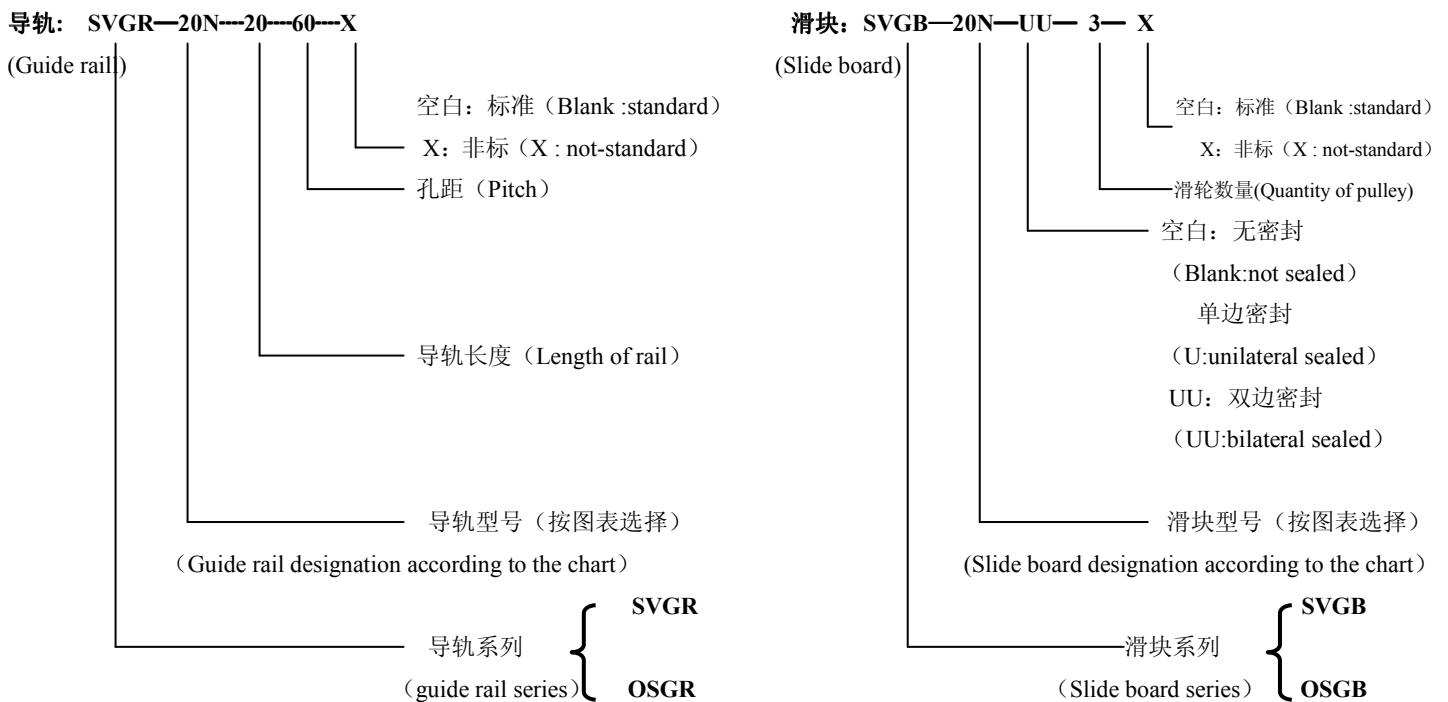 导轨: SVGR—20N----20----60----X
(Guide raill)
空白：标准（Blank :standard）
X：非标（X : not-standard）
孔距（Pitch）
导轨长度（Length of rail）
导轨型号（按图表选择）
（Guide rail designation according to the chart）
SVGR
导轨系列
（guide rail series）
OSGR
滑块：SVGB—20N—UU— 3— X
(Slide board)
空白：标准（Blank :standard）
X：非标（X : not-standard）
滑轮数量(Quantity of pulley)
空白：无密封
（Blank:not sealed）
单边密封
（U:unilateral sealed）
UU：双边密封
（UU:bilateral sealed）
滑块型号（按图表选择）
(Slide board designation according to the chart）
SVGB
滑块系列
（Slide board series）
OSGB